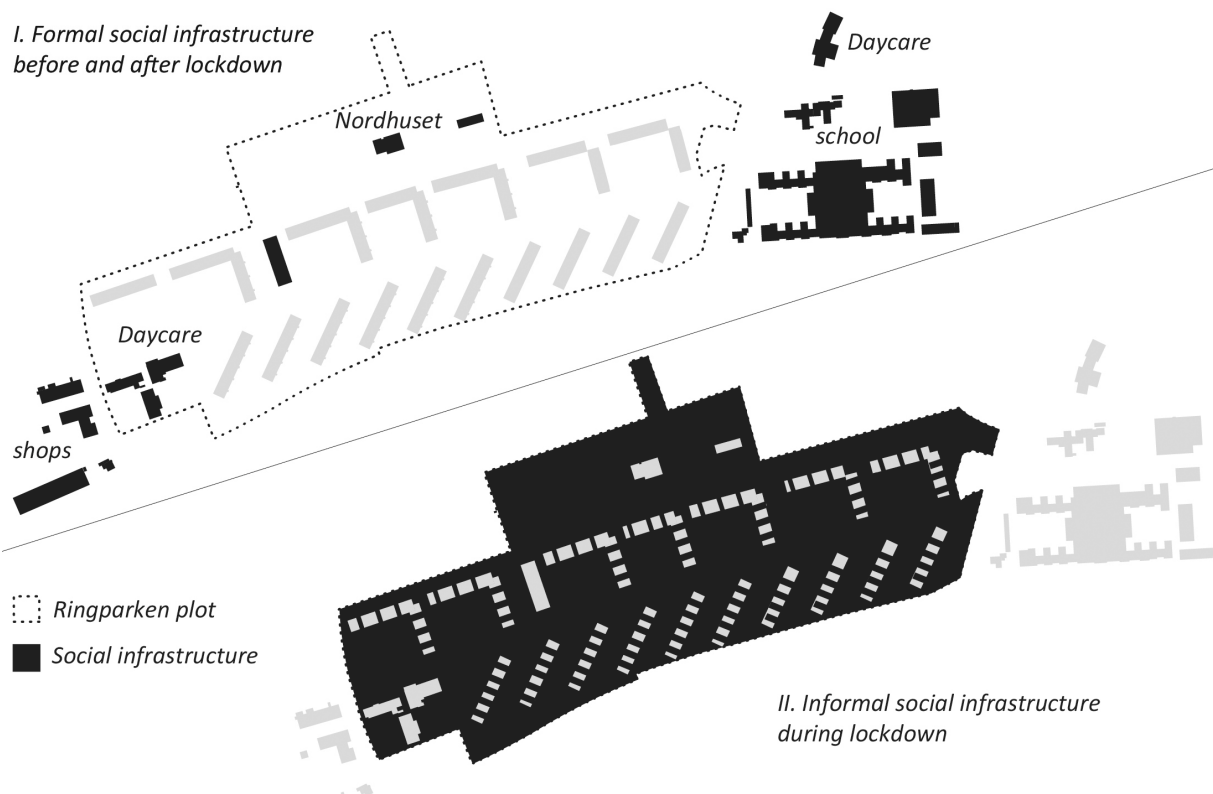 I. Formal social infrastructure
before and after lockdown
Daycare
Nordhuset
school
Daycare
shops
Ringparken plot
Social infrastructure
II. Informal social infrastructure
during lockdown